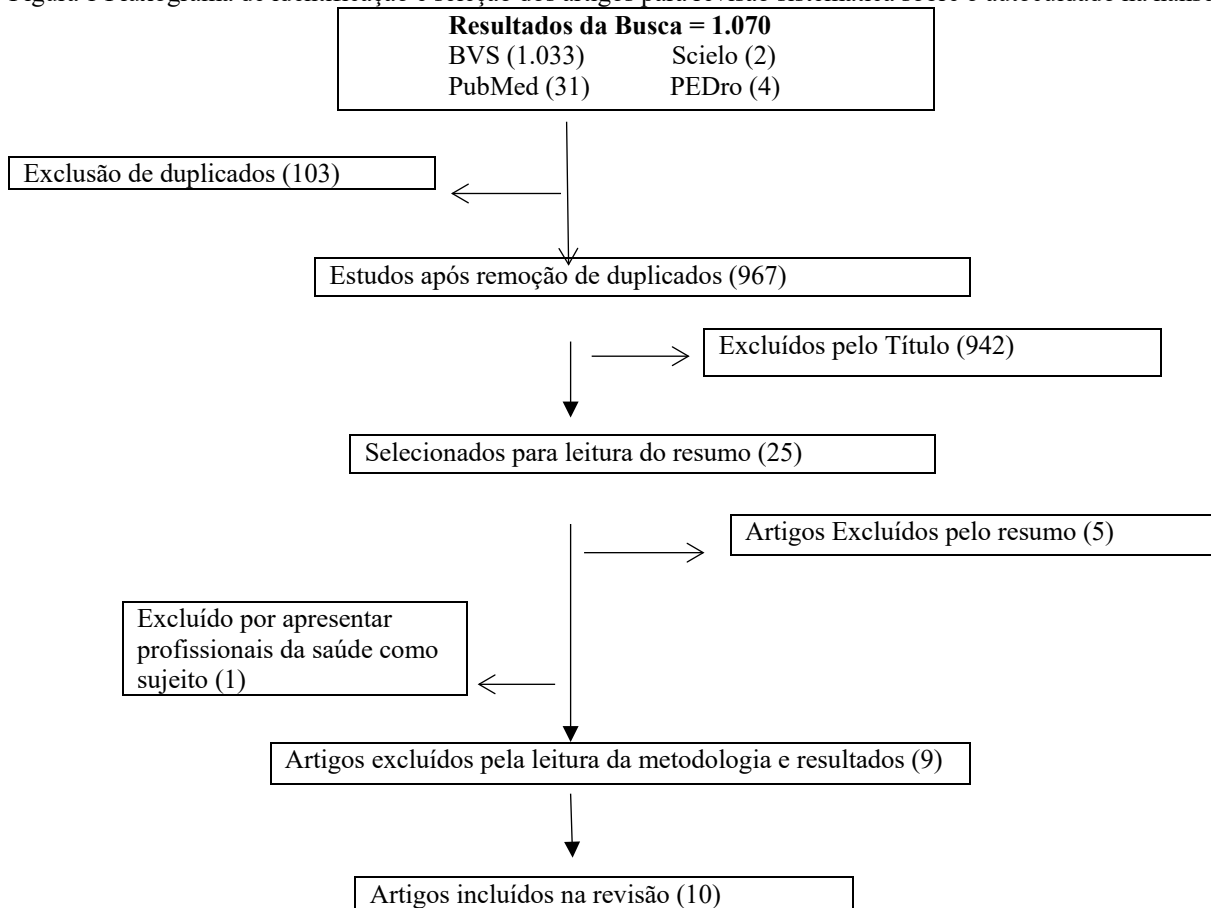 Resultados da Busca = 1.070
BVS (1.033) Scielo (2)
PubMed (31) PEDro (4)
Exclusão de duplicados (103)
Estudos após remoção de duplicados (967)
Excluídos pelo Título (942)
Selecionados para leitura do resumo (25)
Artigos Excluídos pelo resumo (5)
Excluído por apresentar
profissionais da saúde como
sujeito (1)
Artigos excluídos pela leitura da metodologia e resultados (9)
Artigos incluídos na revisão (10)